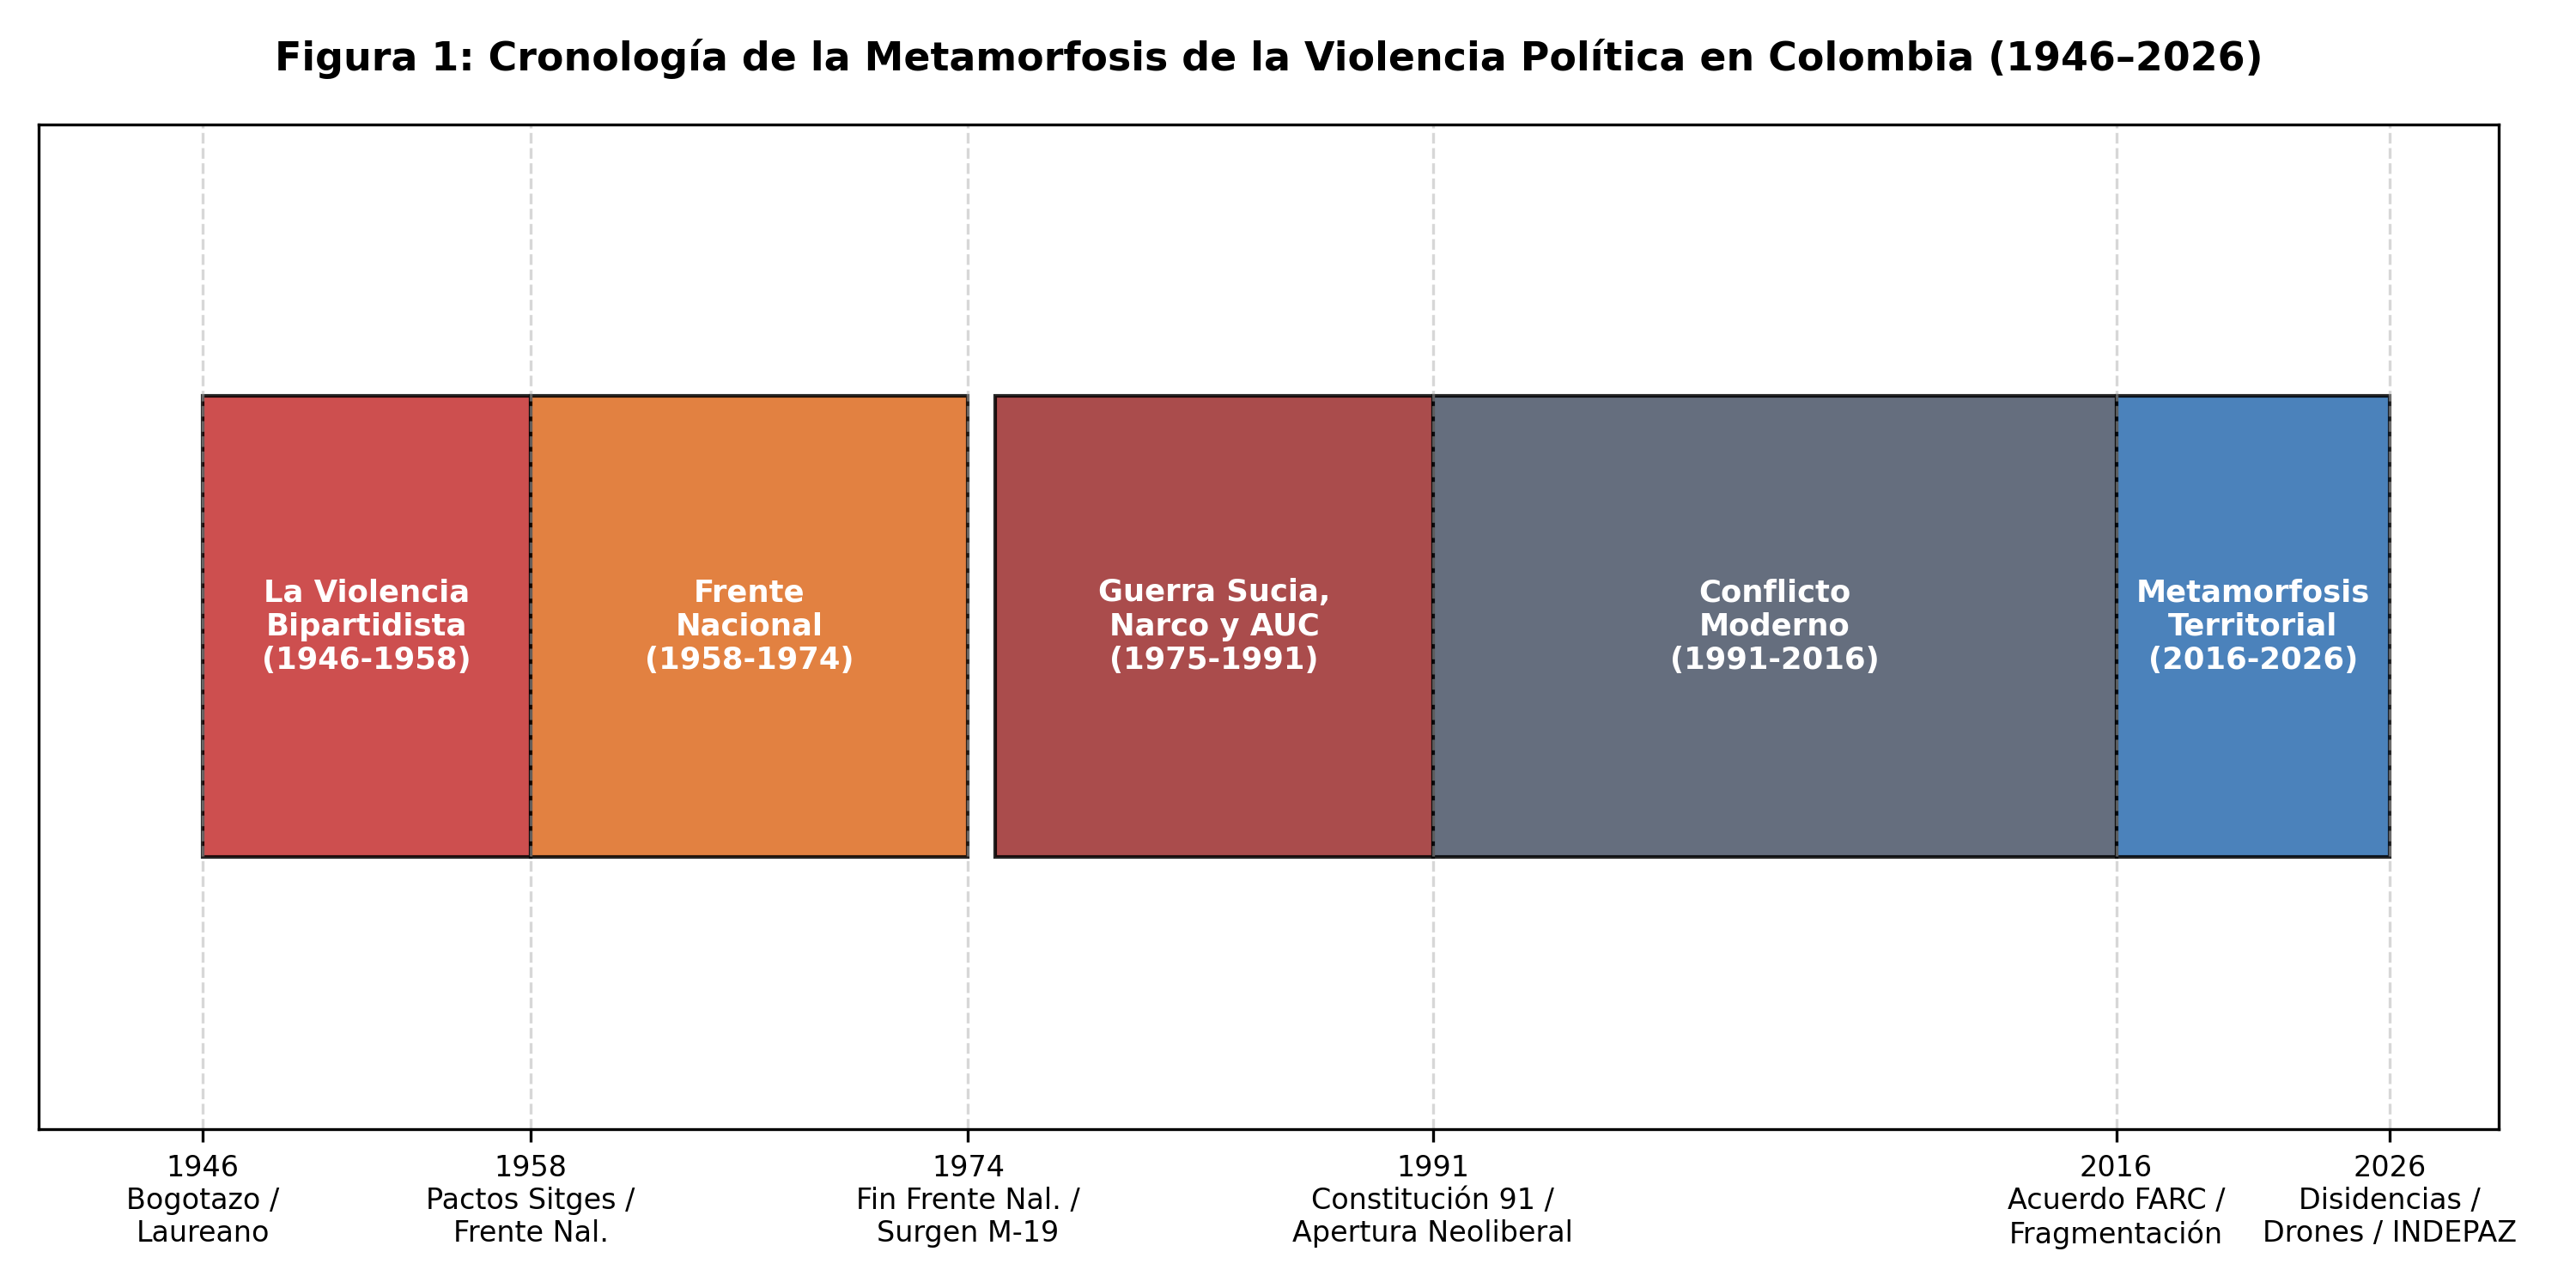 Figura 1: Cronología de la Metamorfosis de la Violencia Política en Colombia (1946–2026)
La Violencia
Bipartidista
(1946-1958)
Frente
Nacional
(1958-1974)
Guerra Sucia,
Narco y AUC
(1975-1991)
Conflicto
Moderno
(1991-2016)
Metamorfosis
Territorial
(2016-2026)
1946
Bogotazo /
Laureano
1958
Pactos Sitges /
Frente Nal.
1974
Fin Frente Nal. /
Surgen M-19
1991
Constitución 91 /
Apertura Neoliberal
2016
Acuerdo FARC /
Fragmentación
2026
Disidencias /
Drones / INDEPAZ